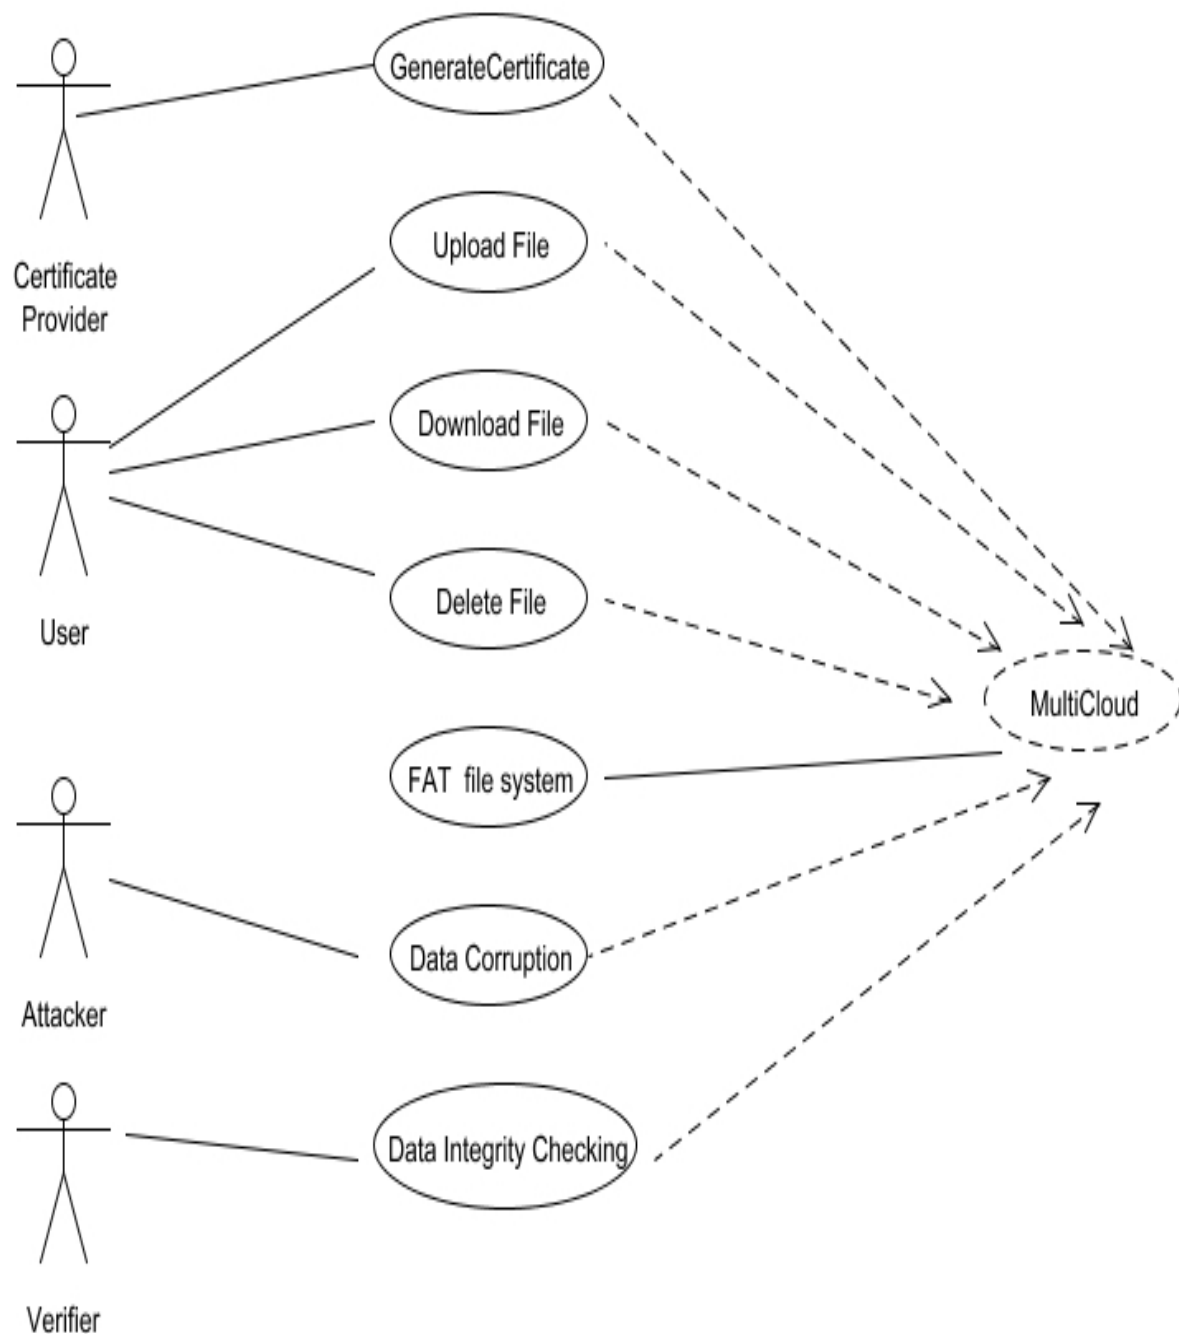 GenerateCertificate
Upload File
Certificate
Provider
Download File
Delete File
User
MultiCloud
FAT file system
Data Corruption
Attacker
Data Integrity Checking
Verifier